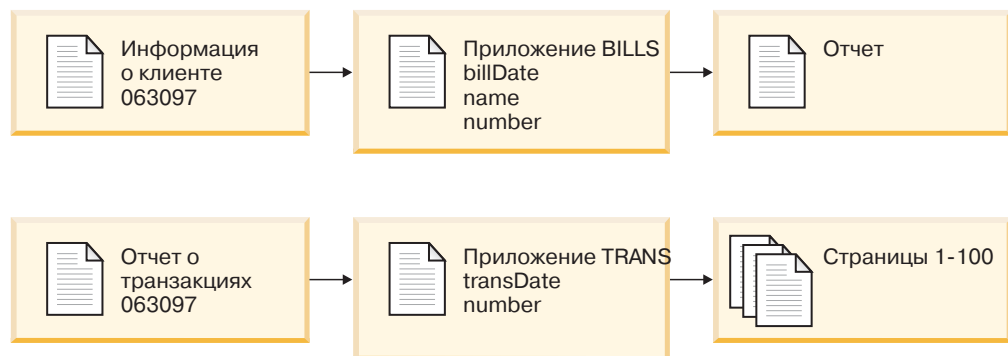 Информация
о клиенте
063097
Приложение BILLS
billDate
name
number
Отчет
Отчет о
транзакциях
063097
Приложение TRANS
transDate
number
Страницы 1-100